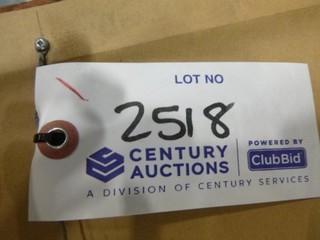 LOT NO
2518
CENTURY AUCTIONS
POWERED BY
ClubBid
A DIVISION OF CENTURY SERVICES